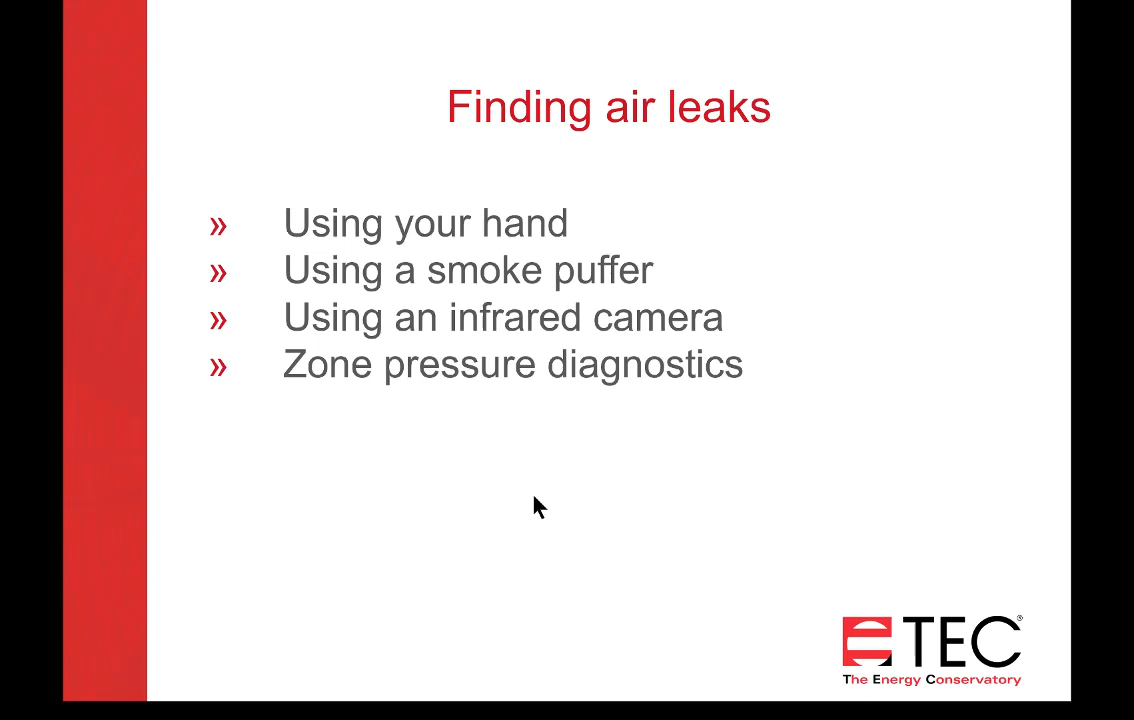 Finding air leaks
» Using your hand
» Using a smoke puffer
» Using an infrared camera
» Zone pressure diagnostics
TEC®
The Energy Conservatory